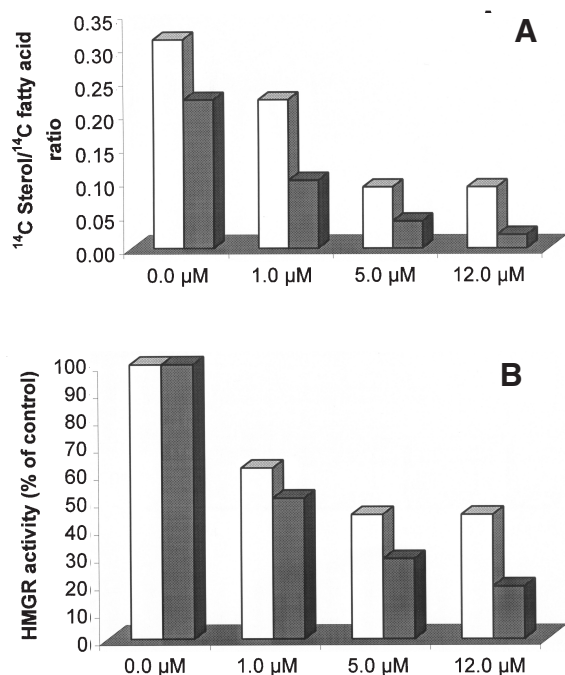 A
0.35
0.30
0.25
0.20
0.15
0.10
0.05
0.00
¹⁴C Sterol/¹⁴C fatty acid
ratio
0.0 µM 1.0 µM 5.0 µM 12.0 µM
B
100
90
80
70
60
50
40
30
20
10
0
HMGR activity (% of control)
0.0 µM 1.0 µM 5.0 µM 12.0 µM